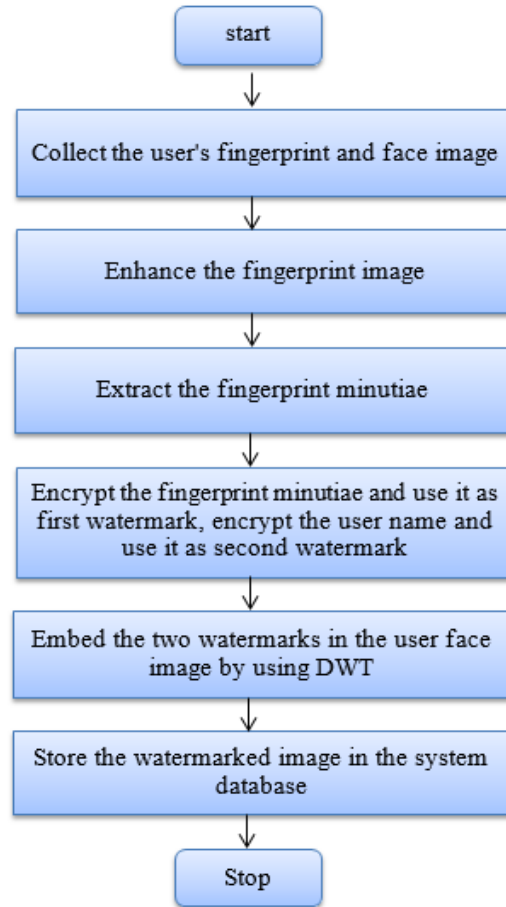 start
Collect the user's fingerprint and face image
Enhance the fingerprint image
Extract the fingerprint minutiae
Encrypt the fingerprint minutiae and use it as
first watermark, encrypt the user name and
use it as second watermark
Embed the two watermarks in the user face
image by using DWT
Store the watermarked image in the system
database
Stop